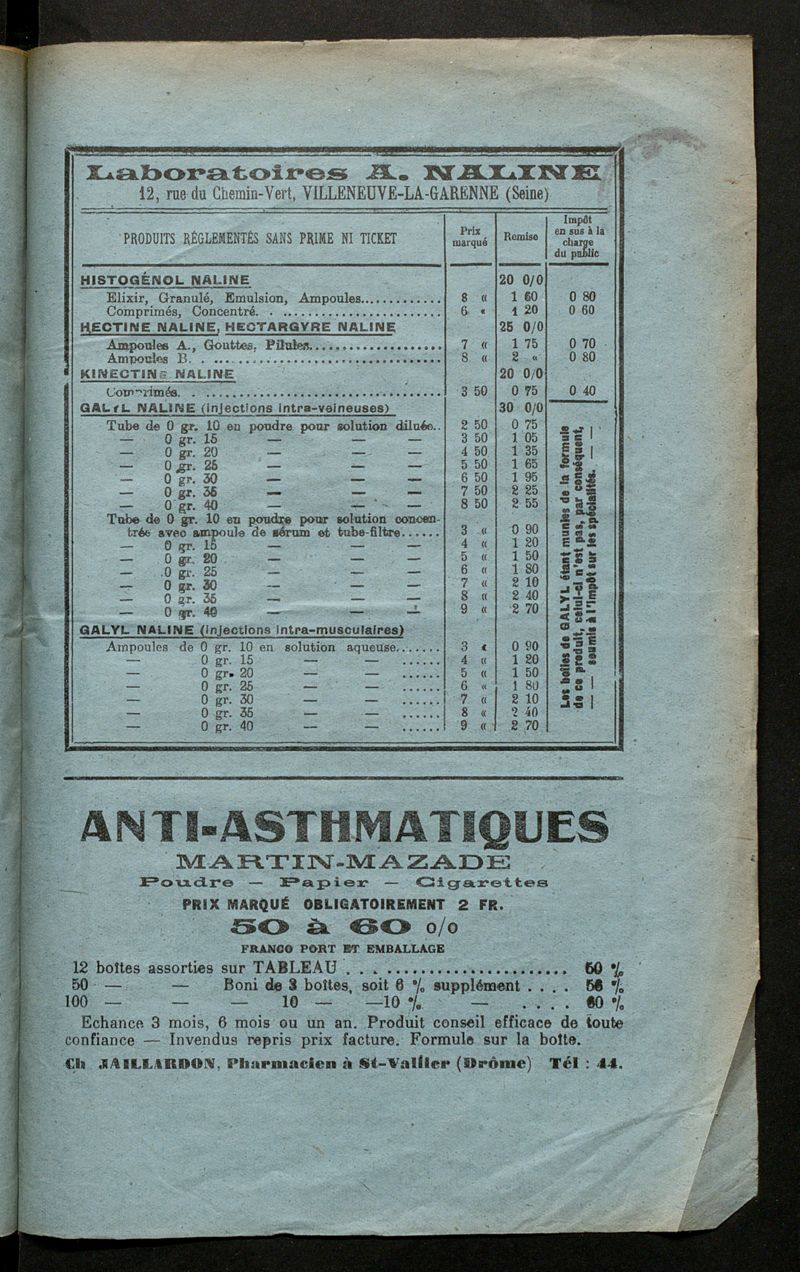 Laboratoires A. NALINE
12, rue du Chemin-Vert, VILLENEUVE-LA-GARENNE (Seine)
PRODUITS RÉGLEMENTÉS SANS PRIME NI TICKET Prix marqué Remise Impôt en sus à la charge du public
HISTOGÉNOL NALINE 20 0/0
Elixir, Granulé, Emulsion, Ampoules............ 8 « 1 60 0 80
Comprimés, Concentré. ........................ 6 « 1 20 0 60
HECTINE NALINE, HECTARGYRE NALINE 25 0/0
Ampoules A., Gouttes, Pilules.................... 7 « 1 75 0 70
Ampoules B. .................................... 8 « 2 « 0 80
KINECTINE NALINE 20 0/0
Comprimés. .................................... 3 50 0 75 0 40
GALYL NALINE (injections intra-veineuses) 30 0/0
Tube de 0 gr. 10 en poudre pour solution diluée.. 2 50 0 75
— 0 gr. 15 — — — 3 50 1 05
— 0 gr. 20 — — — 4 50 1 35
— 0 gr. 25 — — — 5 50 1 65
— 0 gr. 30 — — — 6 50 1 95
— 0 gr. 35 — — — 7 50 2 25
— 0 gr. 40 — — — 8 50 2 55
Tube de 0 gr. 10 en poudre pour solution concen-
trée avec ampoule de sérum et tube-filtre...... 3 « 0 90
— 0 gr. 15 — — — 4 « 1 20
— 0 gr. 20 — — — 5 « 1 50
— 0 gr. 25 — — — 6 « 1 80
— 0 gr. 30 — — — 7 « 2 10
— 0 gr. 35 — — — 8 « 2 40
— 0 gr. 40 — — — 9 « 2 70
GALYL NALINE (injections intra-musculaires)
Ampoules de 0 gr. 10 en solution aqueuse........ 3 « 0 90
— 0 gr. 15 — — ...... 4 « 1 20
— 0 gr. 20 — — ...... 5 « 1 50
— 0 gr. 25 — — ...... 6 « 1 80
— 0 gr. 30 — — ...... 7 « 2 10
— 0 gr. 35 — — ...... 8 « 2 40
— 0 gr. 40 — — ...... 9 « 2 70
Les boîtes de GALYL étant munies de la formule
de ce produit, celui-ci n'est pas, par conséquent,
— — soumis à l'impôt sur les spécialités. — —
ANTI-ASTHMATIQUES
MARTIN-MAZADE
Poudre — Papier — Cigarettes
PRIX MARQUÉ OBLIGATOIREMENT 2 FR.
50 à 60 o/o
FRANCO PORT ET EMBALLAGE
12 boîtes assorties sur TABLEAU . . ........................ 50 %
50 — — Boni de 3 boîtes, soit 6 % supplément . . . . 56 %
100 — — — 10 — —10 % — . . . . 60 %
Echance 3 mois, 6 mois ou un an. Produit conseil efficace de toute
confiance — Invendus repris prix facture. Formule sur la boîte.
Ch JAILLARDON, Pharmacien à St-Vallier (Drôme) Tél : 44.